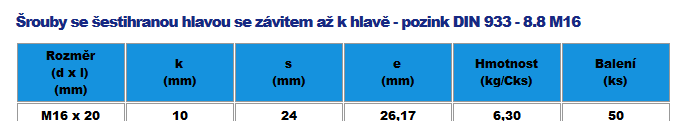 Šrouby se šestihranou hlavou se závitem až k hlavě - pozink DIN 933 - 8.8 M16
Rozměr (d x l) (mm) k (mm) s (mm) e (mm) Hmotnost (kg/Cks) Balení (ks)
M16 x 20 10 24 26,17 6,30 50